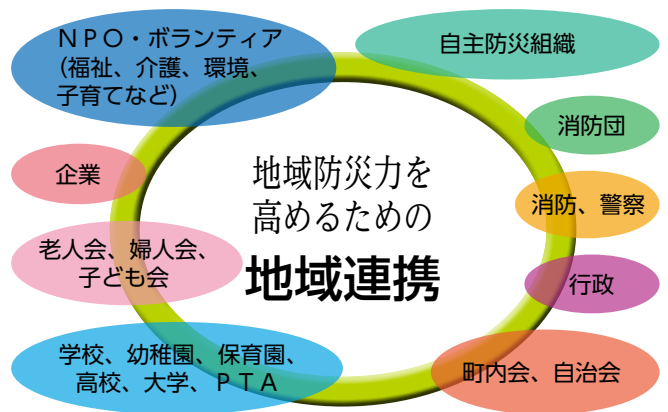 NPO・ボランティア
(福祉、介護、環境、
子育てなど)
自主防災組織
消防団
企業
地域防災力を
高めるための
地域連携
消防、警察
老人会、婦人会、
子ども会
行政
学校、幼稚園、保育園、
高校、大学、PTA
町内会、自治会